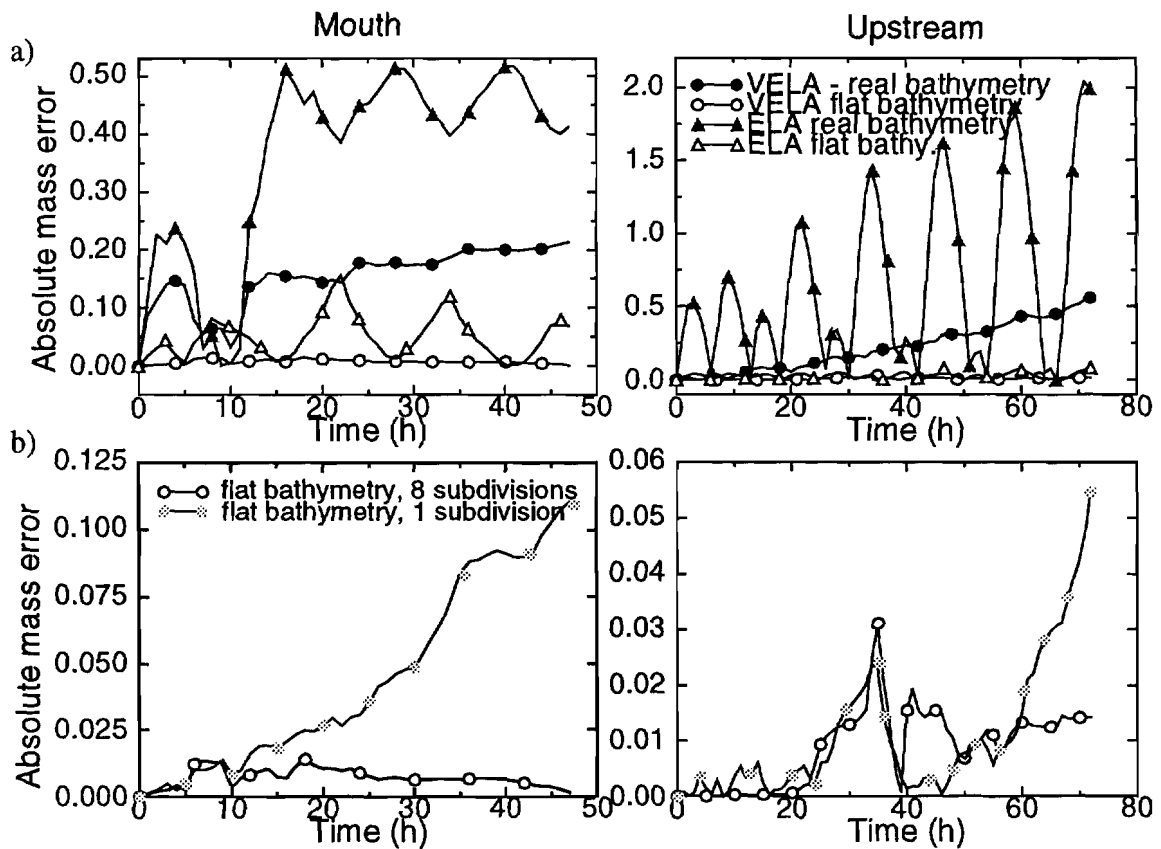 Mouth
Upstream
a)
Absolute mass error
0.50
0.40
0.30
0.20
0.10
0.00
0
10
20
30
40
50
Time (h)
2.0
1.5
1.0
0.5
0.0
VELA - real bathymetry
VELA flat bathymetry
ELA real bathymetry
ELA flat bathy.
0
20
40
60
80
Time (h)
b)
Absolute mass error
0.125
0.100
0.075
0.050
0.025
0.000
flat bathymetry, 8 subdivisions
flat bathymetry, 1 subdivision
0
10
20
30
40
50
Time (h)
0.06
0.05
0.04
0.03
0.02
0.01
0.00
0
20
40
60
80
Time (h)